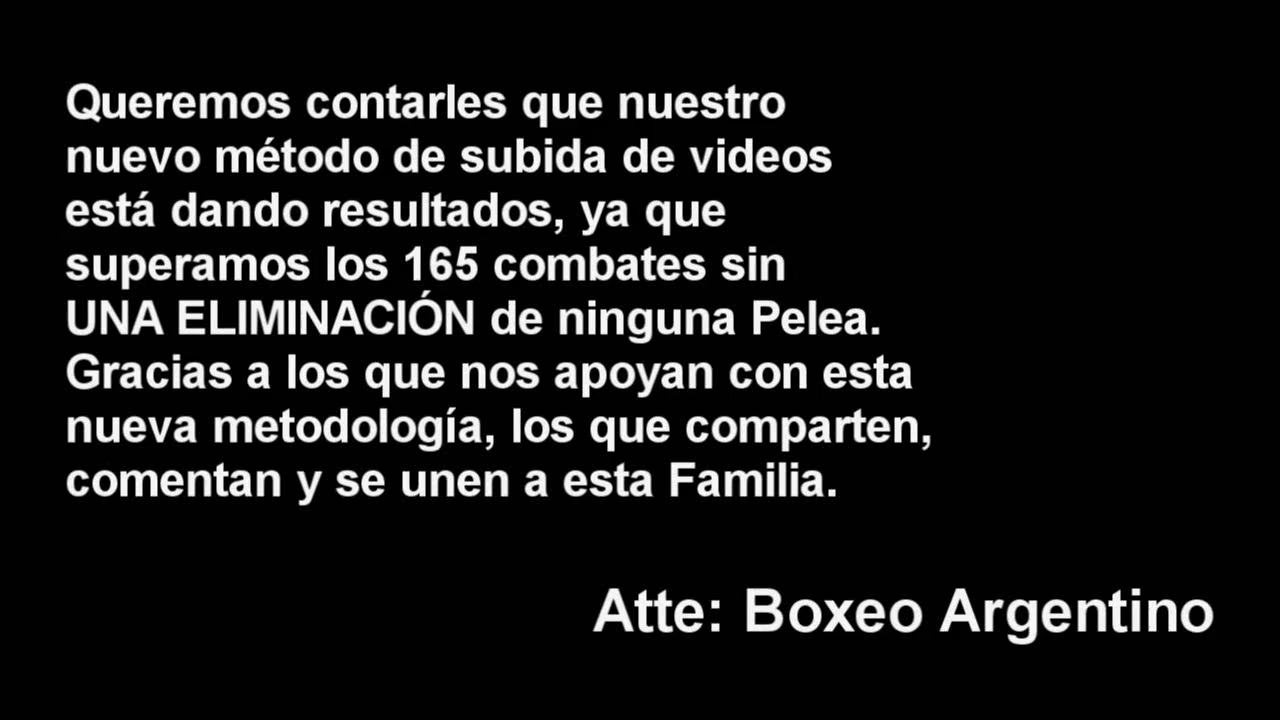 Queremos contarles que nuestro
nuevo método de subida de videos
está dando resultados, ya que
superamos los 165 combates sin
UNA ELIMINACIÓN de ninguna Pelea.
Gracias a los que nos apoyan con esta
nueva metodología, los que comparten,
comentan y se unen a esta Familia.
Atte: Boxeo Argentino